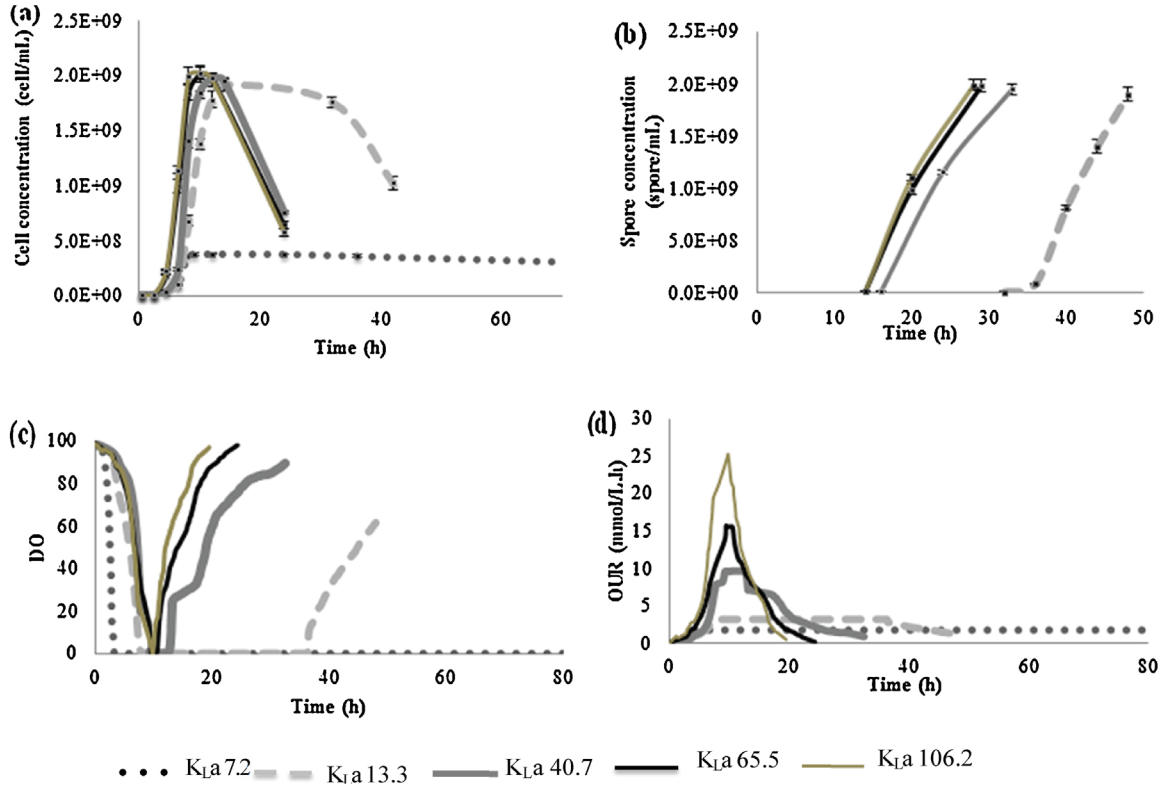 (a)
2.5E+09
2.0E+09
1.5E+09
1.0E+09
5.0E+08
0.0E+00
Cell concentration (cell/mL)
0 20 40 60
Time (h)
(b)
2.5E+09
2.0E+09
1.5E+09
1.0E+09
5.0E+08
0.0E+00
Spore concentration
(spore/mL)
0 10 20 30 40 50
Time (h)
(c)
100
80
60
40
20
0
DO
0 20 40 60 80
Time (h)
(d)
30
25
20
15
10
5
0
OUR (mmol/L.h)
0 20 40 60 80
Time (h)
KLa 7.2 KLa 13.3 KLa 40.7 KLa 65.5 KLa 106.2